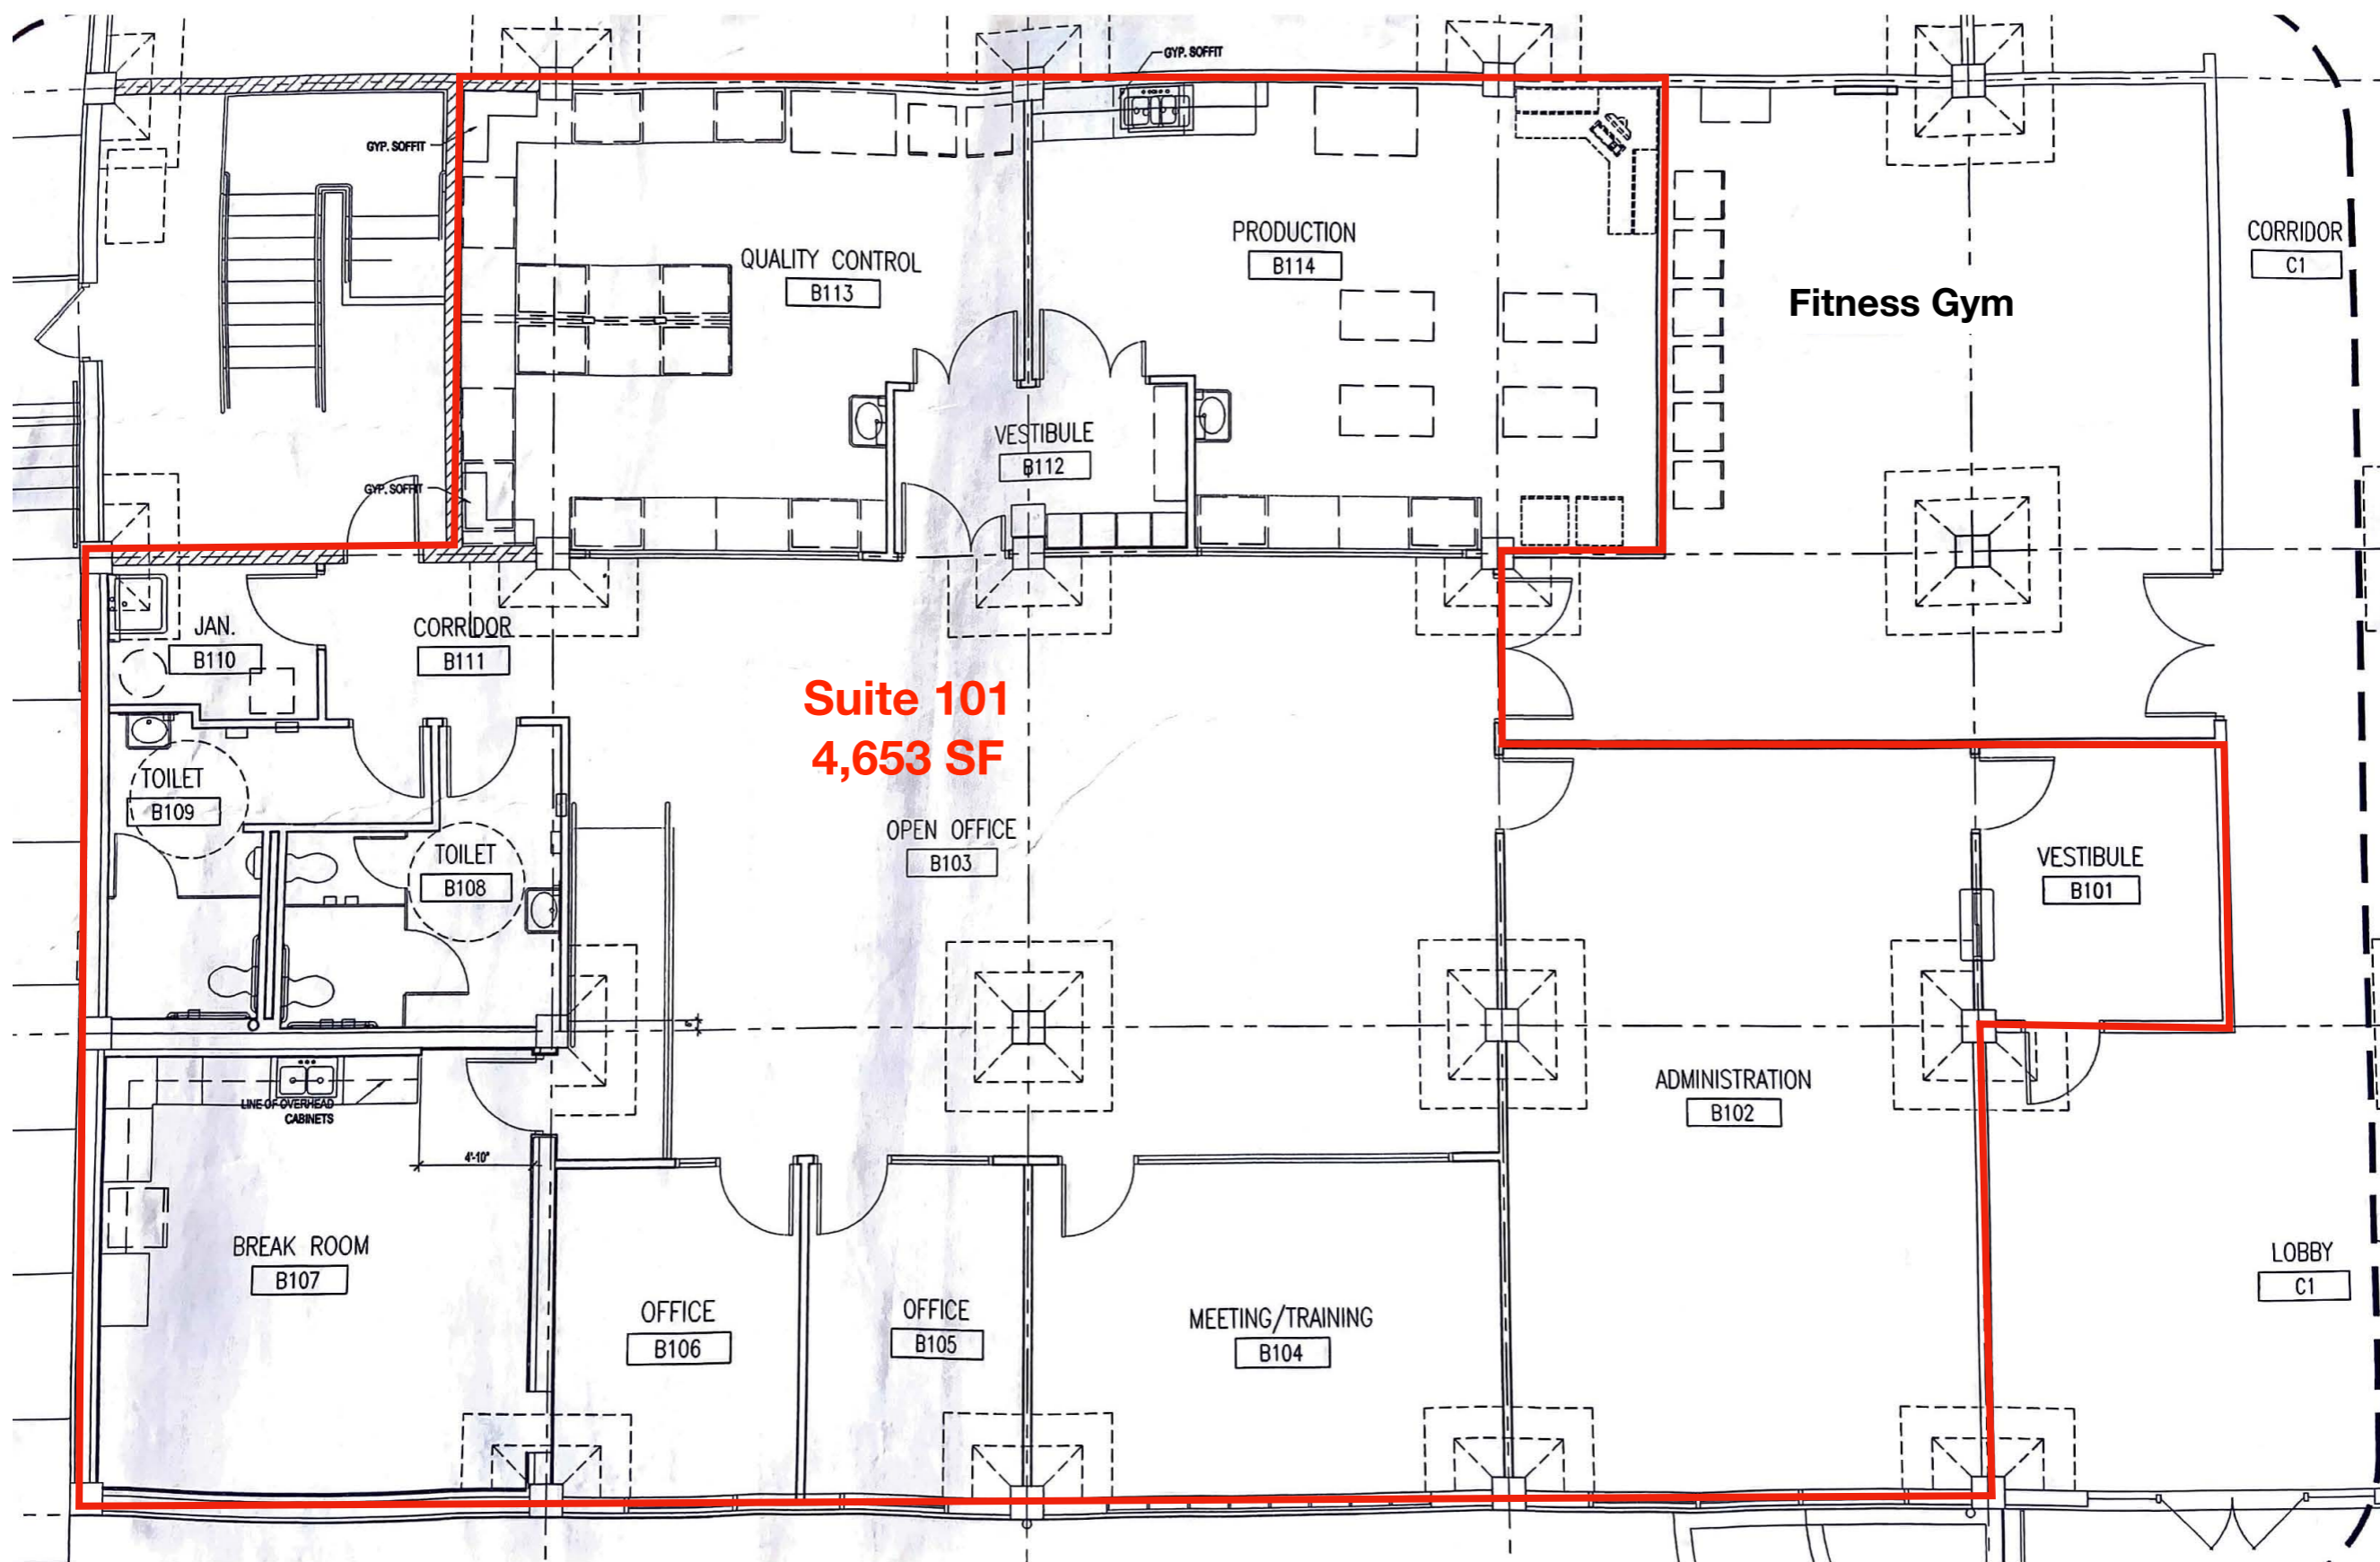 GYP. SOFFIT
GYP. SOFFIT
QUALITY CONTROL
B113
PRODUCTION
B114
CORRIDOR
C1
Fitness Gym
VESTIBULE
B112
GYP. SOFFIT
JAN.
B110
CORRIDOR
B111
Suite 101
4,653 SF
TOILET
B109
TOILET
B108
OPEN OFFICE
B103
VESTIBULE
B101
LINE OF OVERHEAD
CABINETS
4'-10"
ADMINISTRATION
B102
BREAK ROOM
B107
OFFICE
B106
OFFICE
B105
MEETING/TRAINING
B104
LOBBY
C1